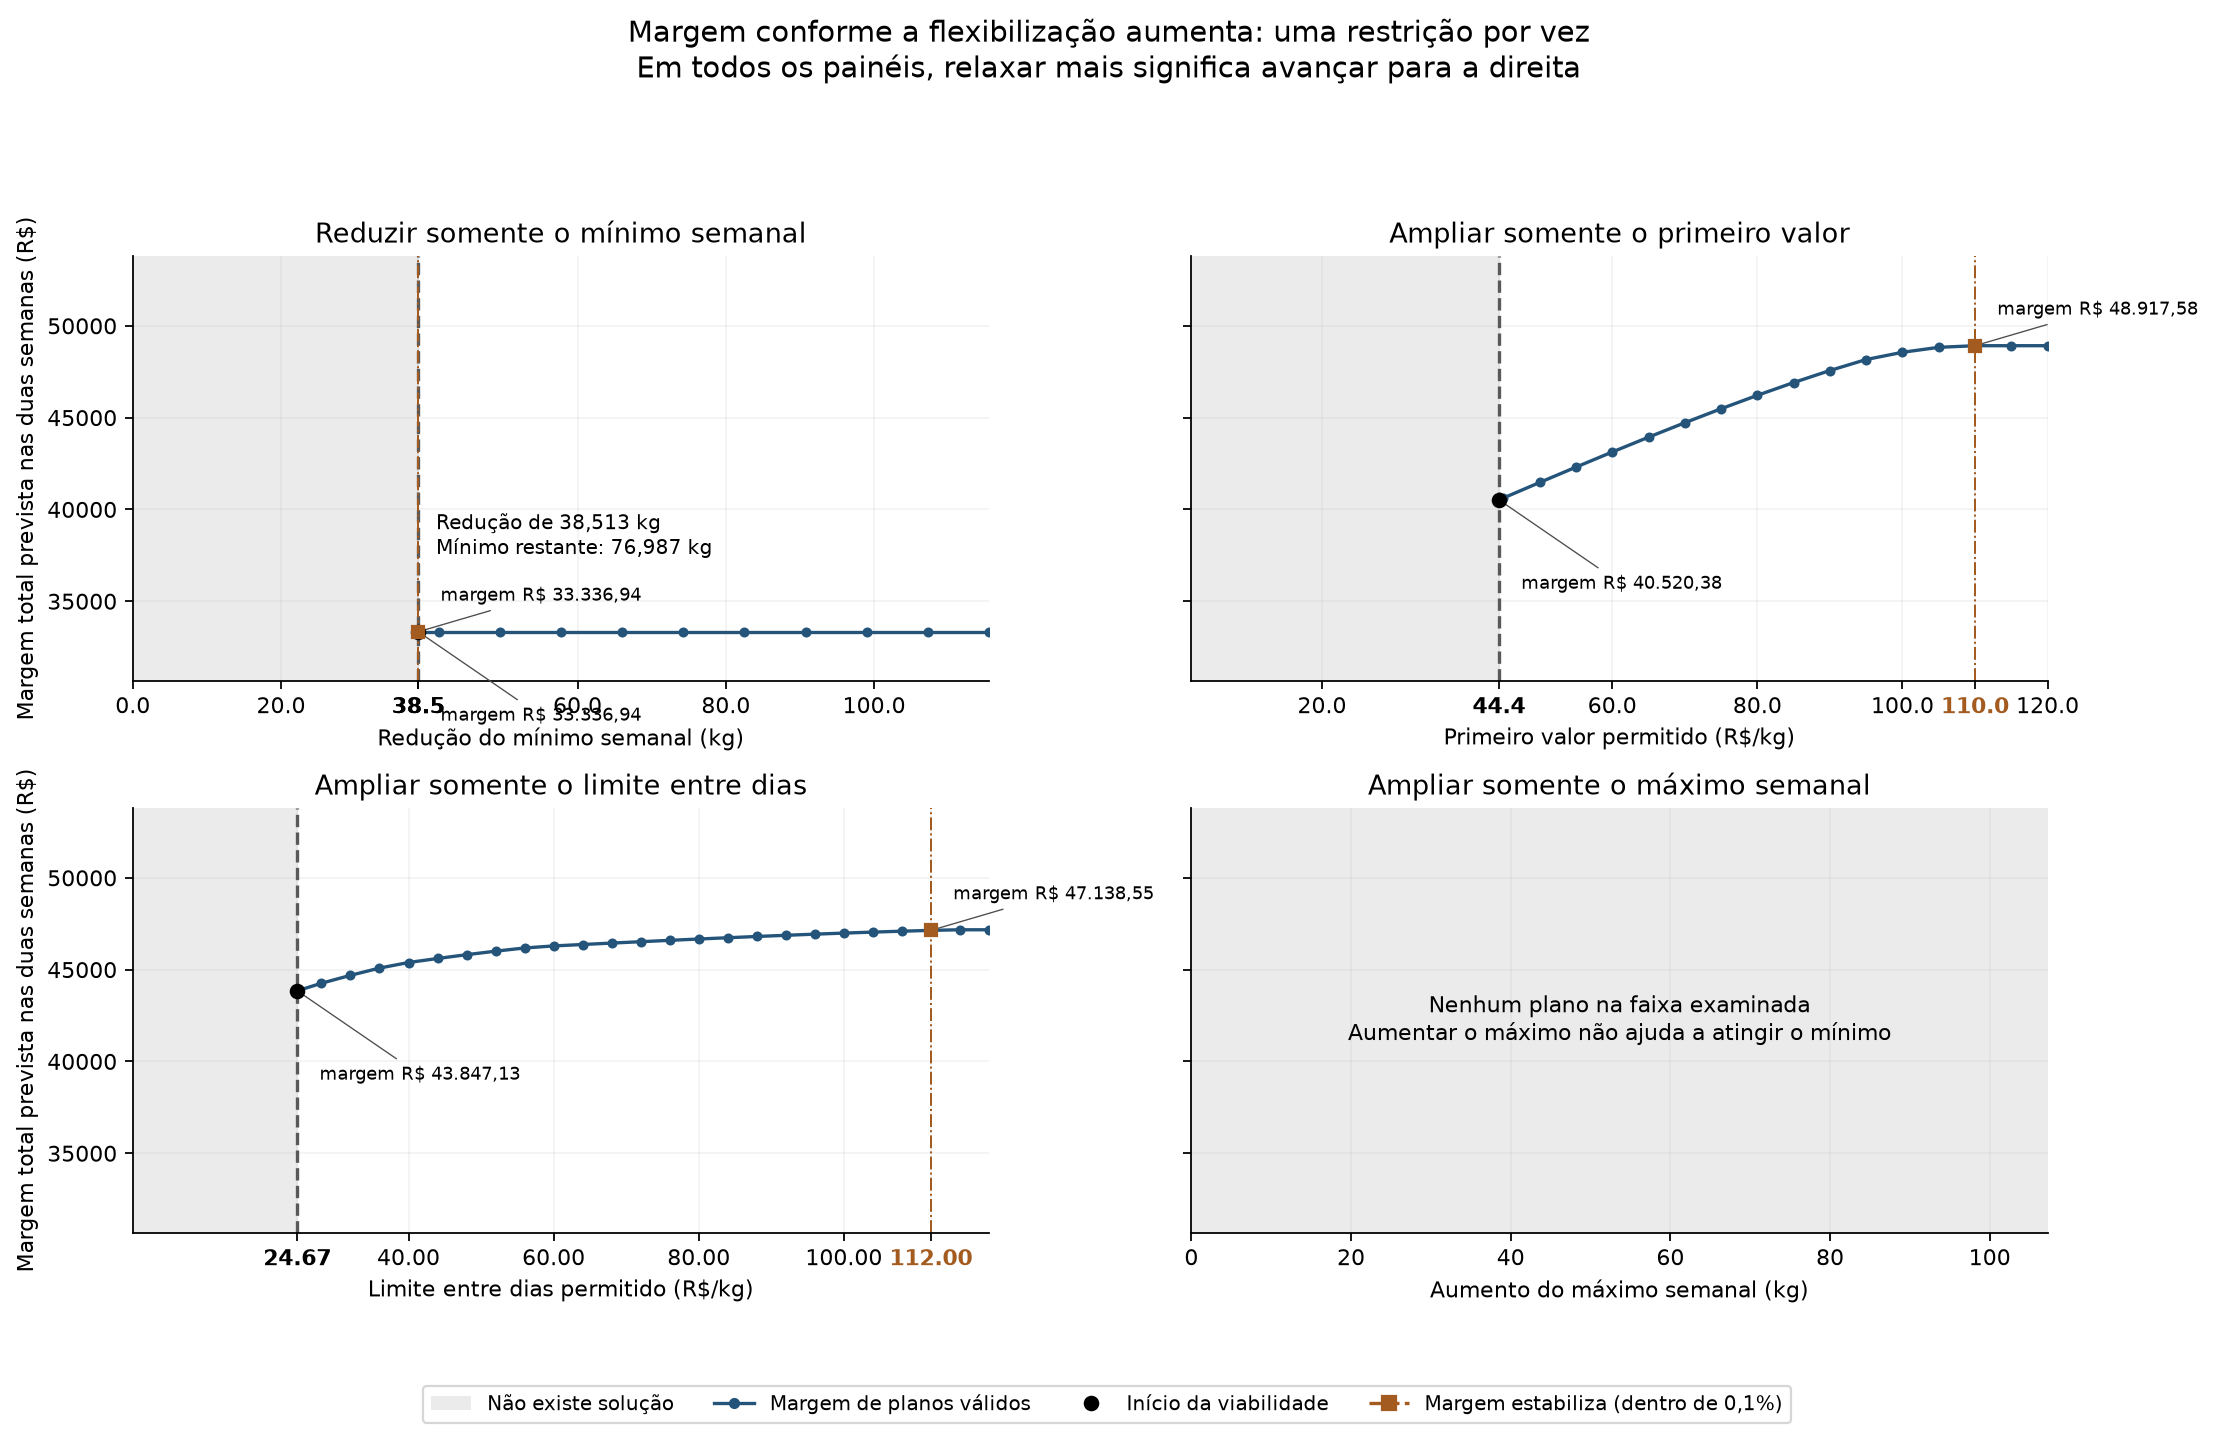 Margem conforme a flexibilização aumenta: uma restrição por vez
Em todos os painéis, relaxar mais significa avançar para a direita
Reduzir somente o mínimo semanal
Margem total prevista nas duas semanas (R$)
50000
45000
40000
35000
Redução de 38,513 kg
Mínimo restante: 76,987 kg
margem R$ 33.336,94
margem R$ 33.336,94
0.0 20.0 38.5 60.0 80.0 100.0
Redução do mínimo semanal (kg)
Ampliar somente o primeiro valor
margem R$ 48.917,58
margem R$ 40.520,38
20.0 44.4 60.0 80.0 100.0 110.0 120.0
Primeiro valor permitido (R$/kg)
Ampliar somente o limite entre dias
Margem total prevista nas duas semanas (R$)
50000
45000
40000
35000
margem R$ 47.138,55
margem R$ 43.847,13
24.67 40.00 60.00 80.00 100.00 112.00
Limite entre dias permitido (R$/kg)
Ampliar somente o máximo semanal
Nenhum plano na faixa examinada
Aumentar o máximo não ajuda a atingir o mínimo
0 20 40 60 80 100
Aumento do máximo semanal (kg)
Não existe solução
Margem de planos válidos
Início da viabilidade
Margem estabiliza (dentro de 0,1%)